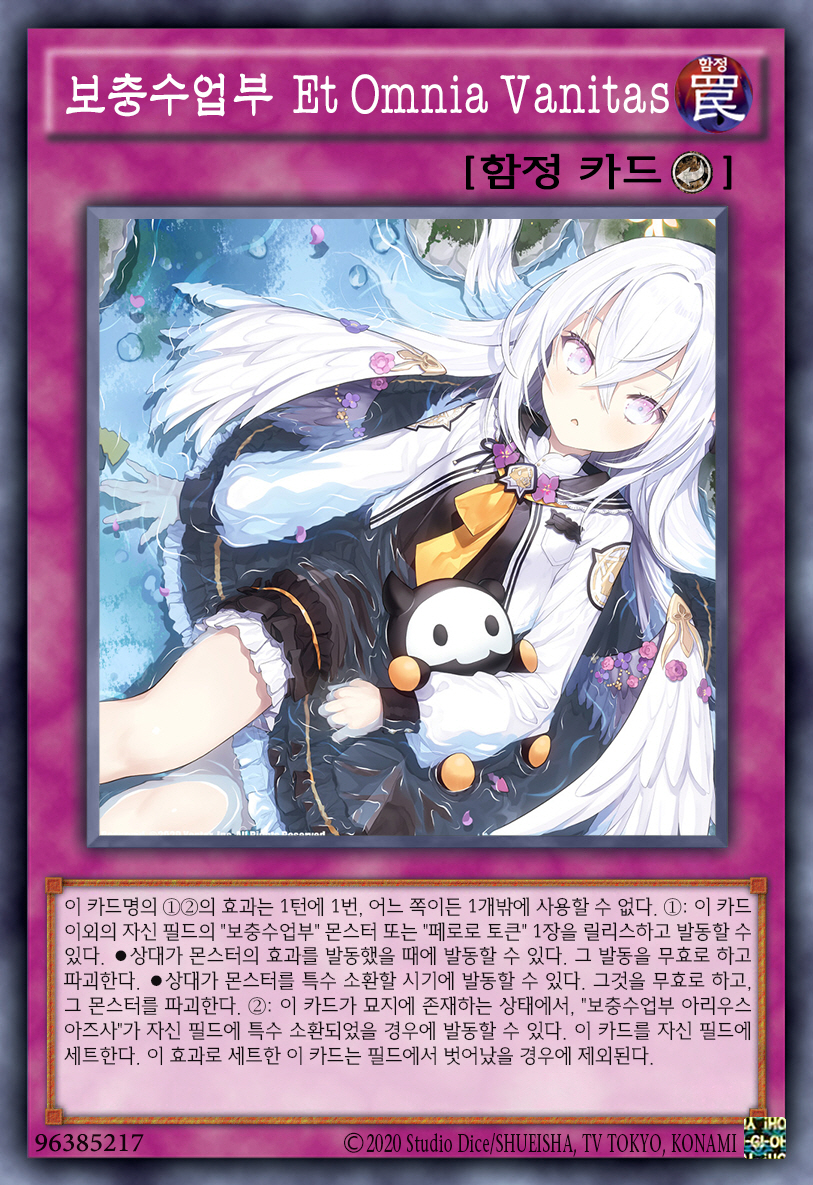 보충수업부 Et Omnia Vanitas
함정
罠
[함정 카드 ]
이 카드명의 ①②의 효과는 1턴에 1번, 어느 쪽이든 1개밖에 사용할 수 없다. ①: 이 카드
이외의 자신 필드의 "보충수업부" 몬스터 또는 "페로로 토큰" 1장을 릴리스하고 발동할 수
있다. ●상대가 몬스터의 효과를 발동했을 때에 발동할 수 있다. 그 발동을 무효로 하고
파괴한다. ●상대가 몬스터를 특수 소환할 시기에 발동할 수 있다. 그것을 무효로 하고,
그 몬스터를 파괴한다. ②: 이 카드가 묘지에 존재하는 상태에서, "보충수업부 아리우스
아즈사"가 자신 필드에 특수 소환되었을 경우에 발동할 수 있다. 이 카드를 자신 필드에
세트한다. 이 효과로 세트한 이 카드는 필드에서 벗어났을 경우에 제외된다.
96385217
©2020 Studio Dice/SHUEISHA, TV TOKYO, KONAMI